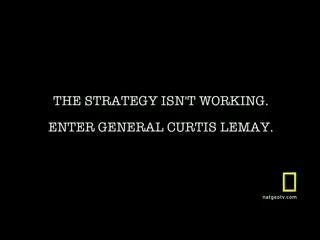 THE STRATEGY ISN'T WORKING.
ENTER GENERAL CURTIS LEMAY.
natgeotv.com